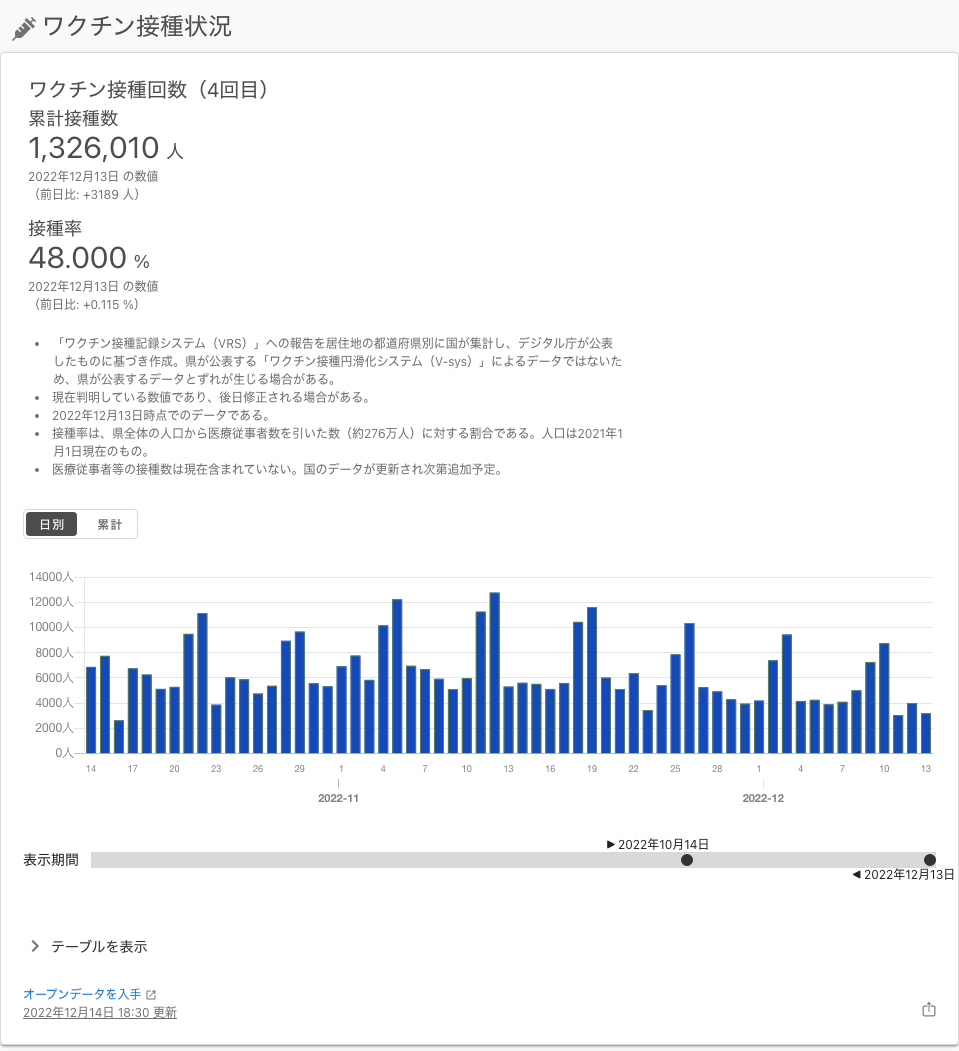 ワクチン接種状況
ワクチン接種回数（4回目）
累計接種数
1,326,010 人
2022年12月13日 の数値
（前日比: +3189 人）
接種率
48.000 %
2022年12月13日 の数値
（前日比: +0.115 %）
• 「ワクチン接種記録システム（VRS）」への報告を居住地の都道府県別に国が集計し、デジタル庁が公表
したものに基づき作成。県が公表する「ワクチン接種円滑化システム（V-sys）」によるデータではないた
め、県が公表するデータとずれが生じる場合がある。
• 現在判明している数値であり、後日修正される場合がある。
• 2022年12月13日時点でのデータである。
• 接種率は、県全体の人口から医療従事者数を引いた数（約276万人）に対する割合である。人口は2021年1
月1日現在のもの。
• 医療従事者等の接種数は現在含まれていない。国のデータが更新され次第追加予定。
日別 累計
14000人
12000人
10000人
8000人
6000人
4000人
2000人
0人
14 17 20 23 26 29 1 4 7 10 13 16 19 22 25 28 1 4 7 10 13
2022-11 2022-12
▶ 2022年10月14日
表示期間
◀ 2022年12月13日
テーブルを表示
オープンデータを入手
2022年12月14日 18:30 更新